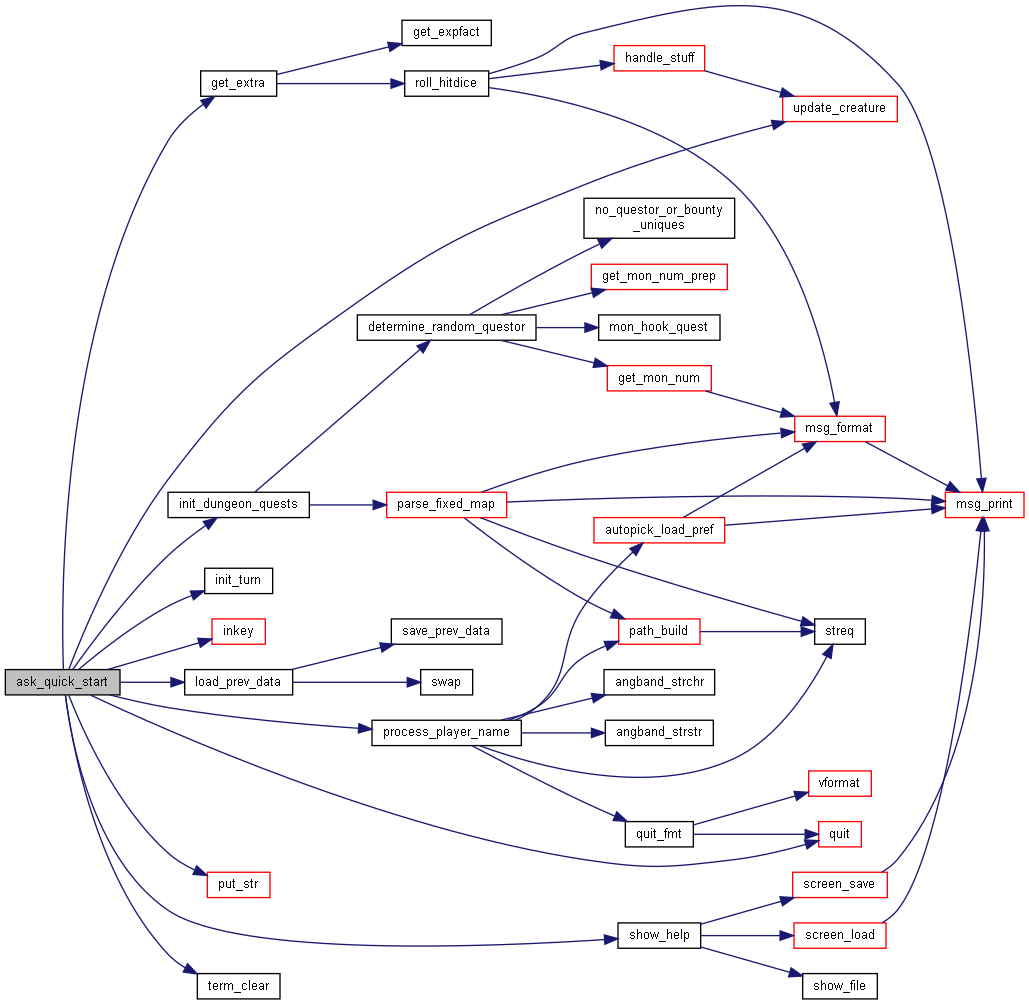 get_expfact
handle_stuff
get_extra
roll_hitdice
update_creature
no_questor_or_bounty
_uniques
get_mon_num_prep
determine_random_questor
mon_hook_quest
get_mon_num
msg_format
init_dungeon_quests
parse_fixed_map
msg_print
autopick_load_pref
init_turn
inkey
save_prev_data
path_build
streq
ask_quick_start
load_prev_data
swap
angband_strchr
process_player_name
angband_strstr
vformat
quit_fmt
quit
put_str
screen_save
show_help
screen_load
term_clear
show_file